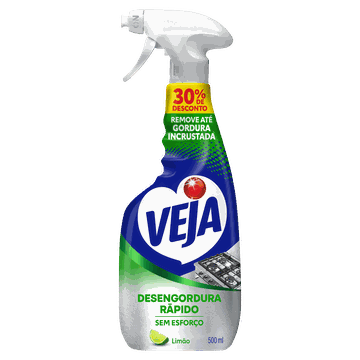 30% DE
DESCONTO
REMOVE ATÉ
GORDURA
INCRUSTADA
VEJA
DESENGORDURA
RÁPIDO
SEM ESFORÇO
Limão
500 ml